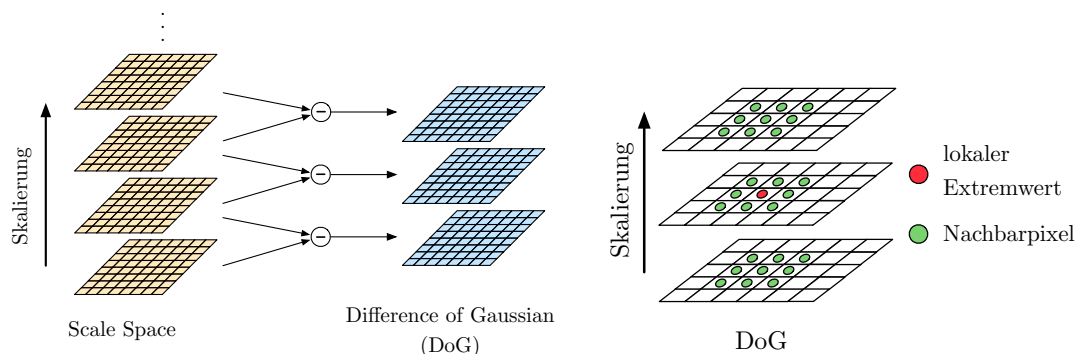 Skalierung
−
−
−
Scale Space
Difference of Gaussian
(DoG)
Skalierung
DoG
lokaler
Extremwert
Nachbarpixel